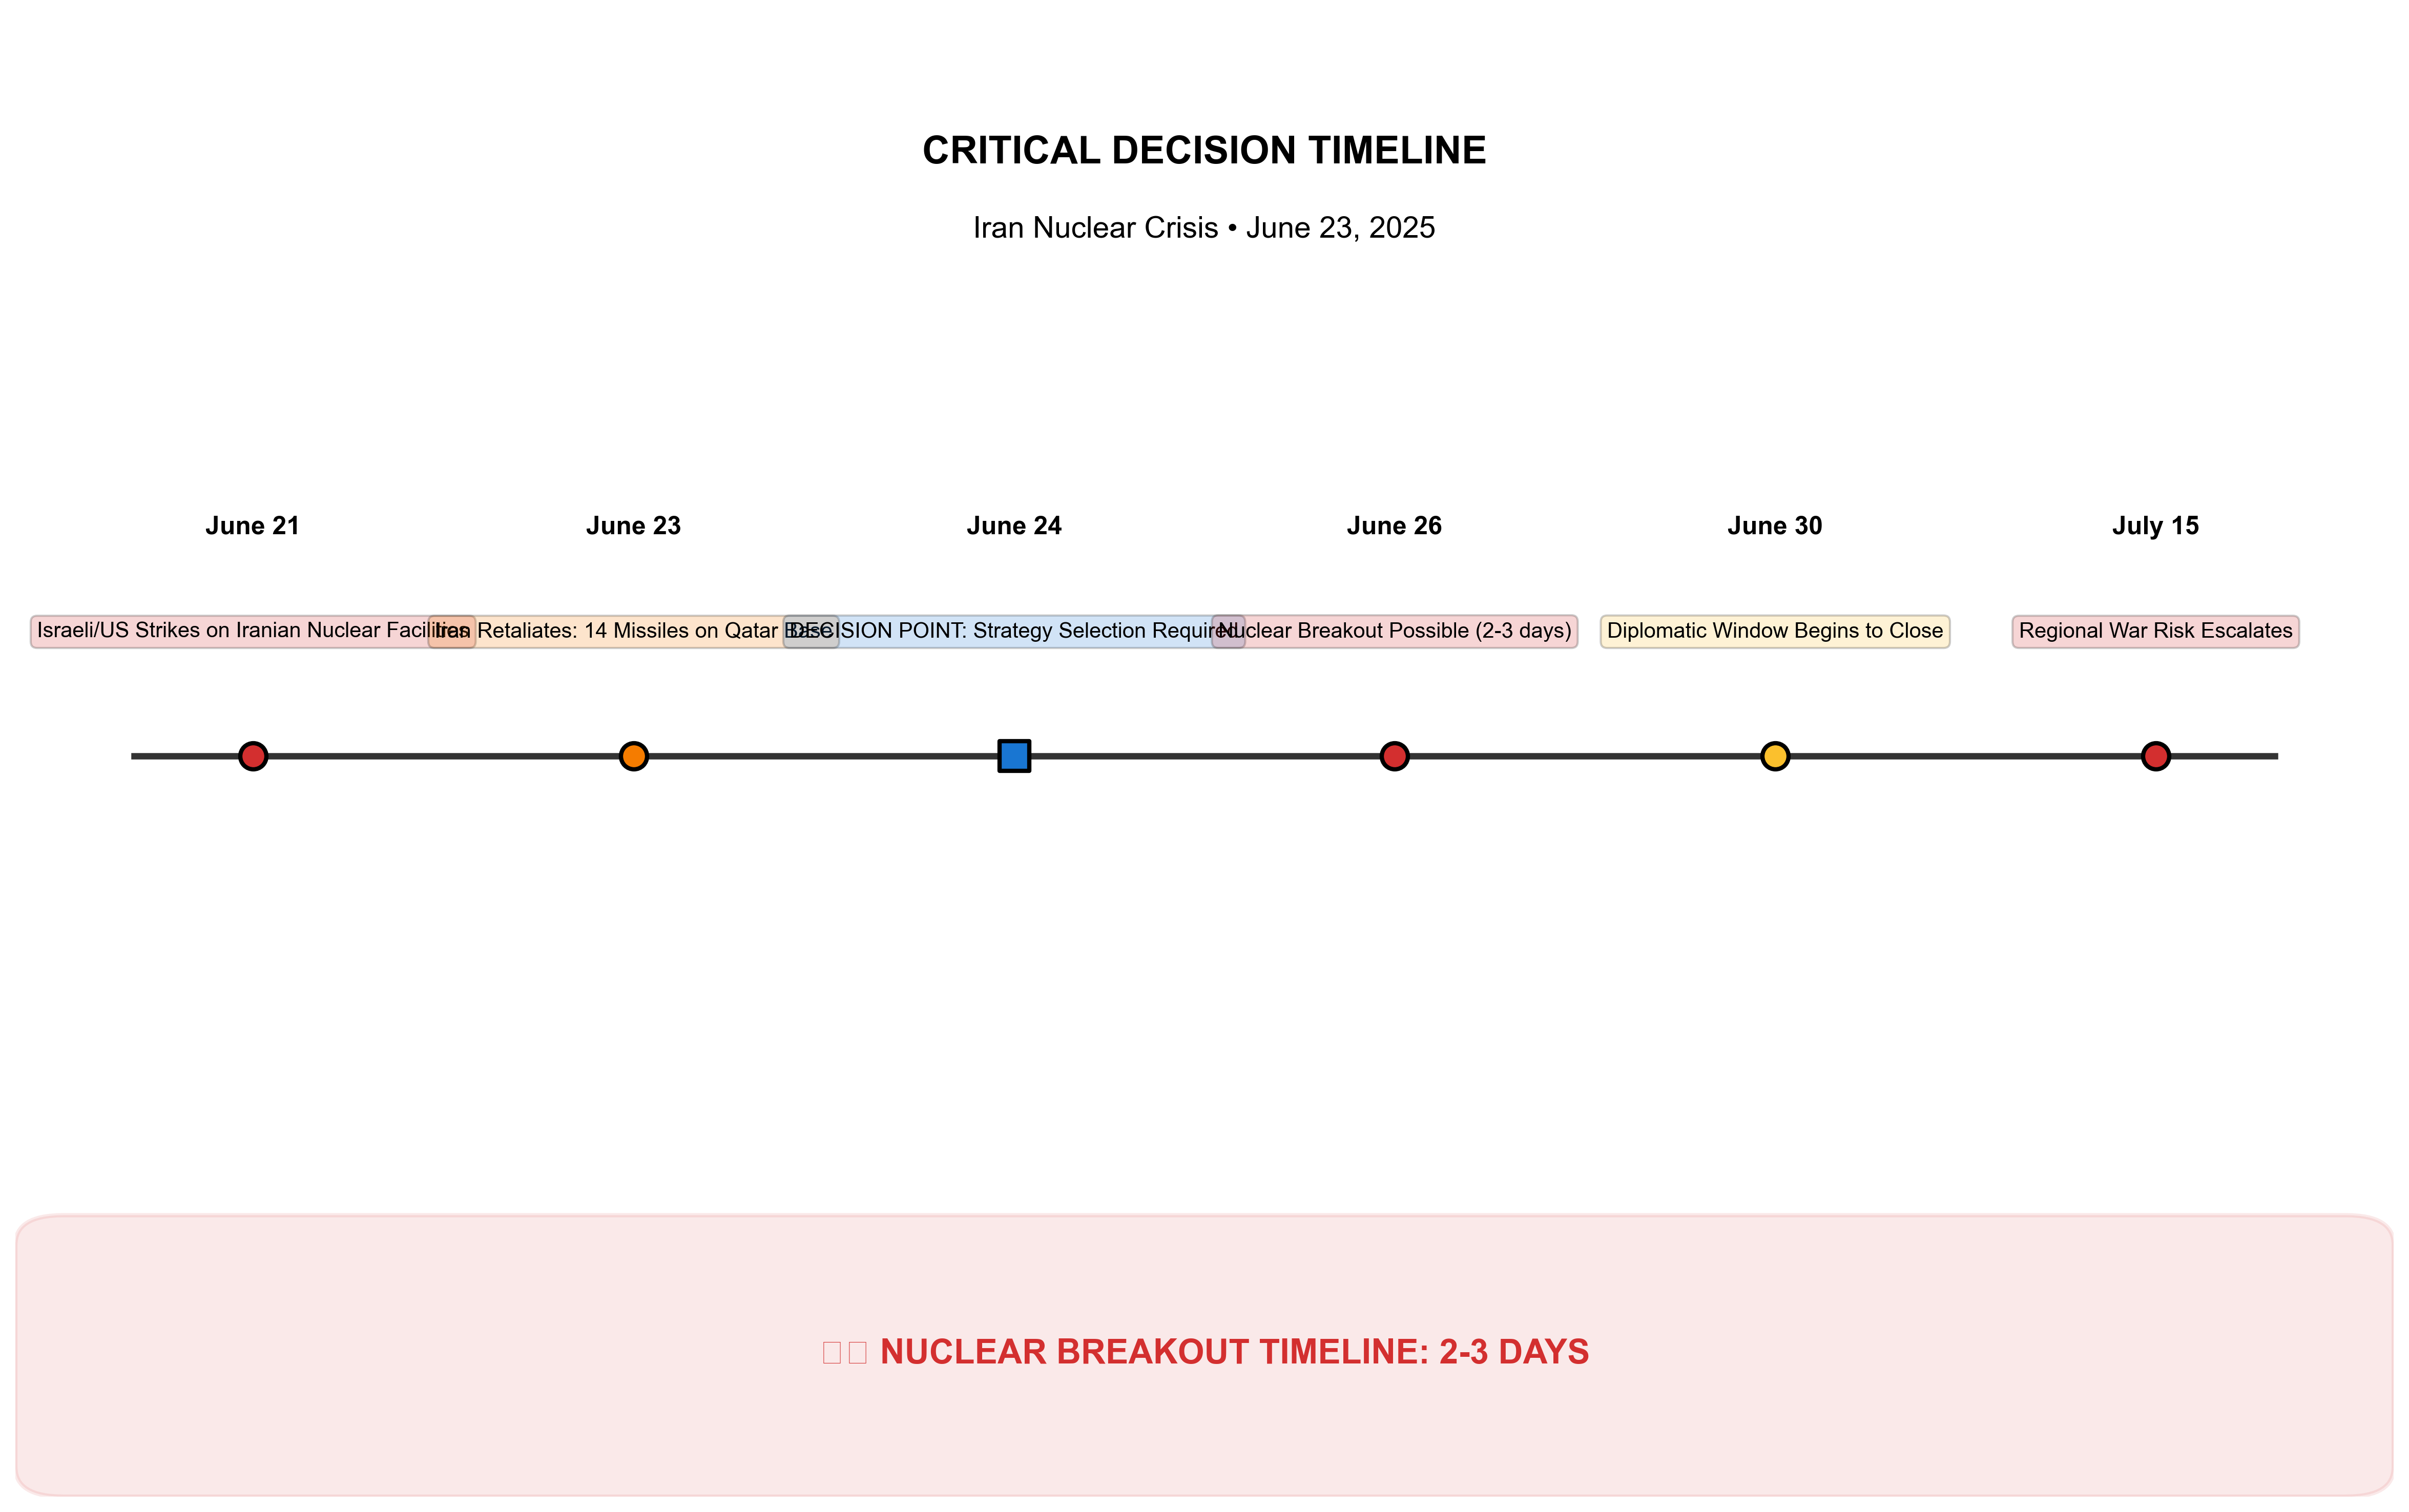 CRITICAL DECISION TIMELINE
Iran Nuclear Crisis • June 23, 2025
June 21
June 23
June 24
June 26
June 30
July 15
Israeli/US Strikes on Iranian Nuclear Facilities
Iran Retaliates: 14 Missiles on Qatar Base
DECISION POINT: Strategy Selection Required
Nuclear Breakout Possible (2-3 days)
Diplomatic Window Begins to Close
Regional War Risk Escalates
NUCLEAR BREAKOUT TIMELINE: 2-3 DAYS